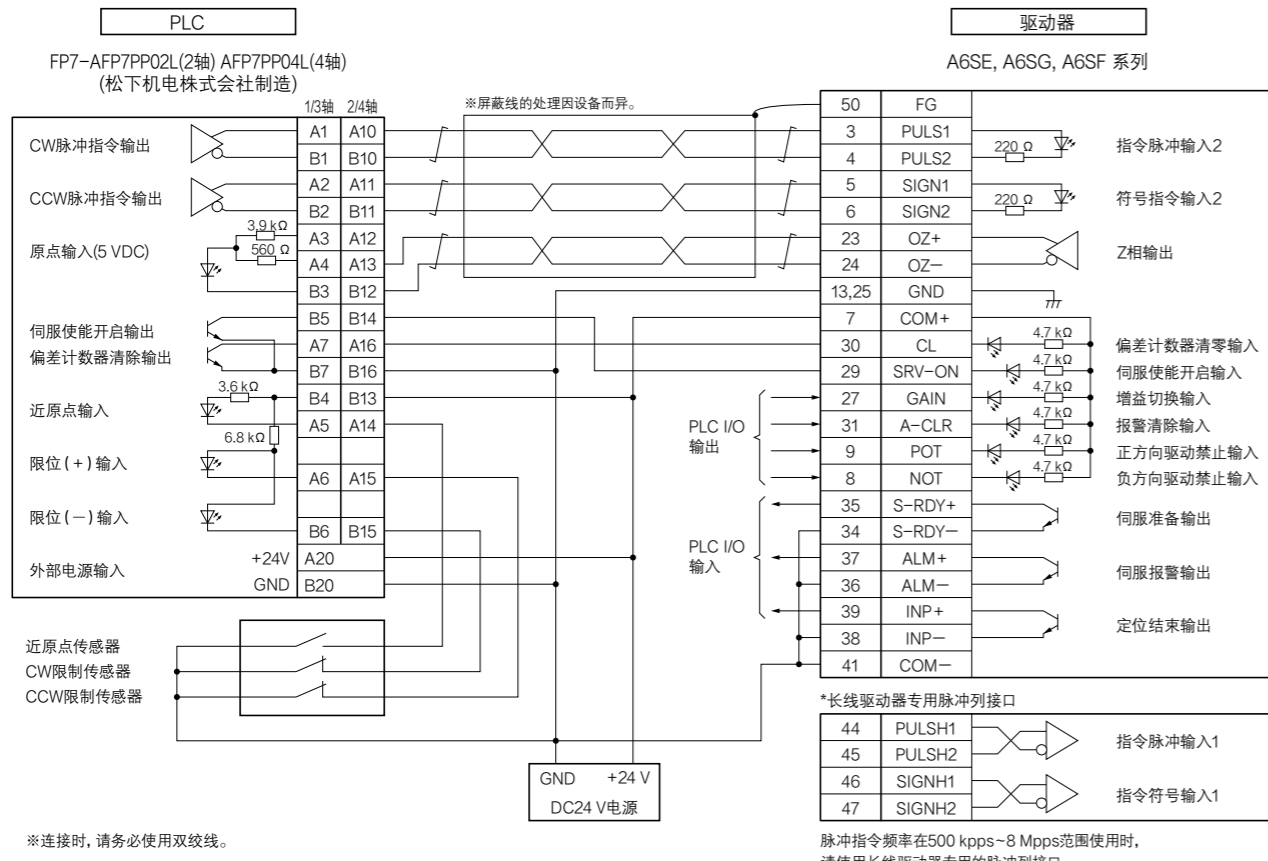 PLC
驱动器
FP7-AFP7PP02L(2轴) AFP7PP04L(4轴)
(松下机电株式会社制造)
A6SE, A6SG, A6SF 系列
1/3轴 2/4轴
※屏蔽线的处理因设备而异。
CW脉冲指令输出
A1 A10
B1 B10
CCW脉冲指令输出
A2 A11
B2 B11
原点输入(5 VDC)
3.9 kΩ
560 Ω
A3 A12
A4 A13
B3 B12
伺服使能开启输出
B5 B14
偏差计数器清除输出
A7 A16
B7 B16
近原点输入
3.6 kΩ
B4 B13
6.8 kΩ
A5 A14
限位(+)输入
A6 A15
限位(−)输入
B6 B15
外部电源输入
+24V A20
GND B20
近原点传感器
CW限制传感器
CCW限制传感器
GND +24 V
DC24 V电源
PLC I/O
输出
PLC I/O
输入
50 FG
3 PULS1
4 PULS2
220 Ω
指令脉冲输入2
5 SIGN1
6 SIGN2
220 Ω
符号指令输入2
23 OZ+
24 OZ−
Z相输出
13,25 GND
7 COM+
30 CL 4.7 kΩ 偏差计数器清零输入
29 SRV-ON 4.7 kΩ 伺服使能开启输入
27 GAIN 4.7 kΩ 增益切换输入
31 A-CLR 4.7 kΩ 报警清除输入
9 POT 4.7 kΩ 正方向驱动禁止输入
8 NOT 4.7 kΩ 负方向驱动禁止输入
35 S-RDY+
34 S-RDY−
伺服准备输出
37 ALM+
36 ALM−
伺服报警输出
39 INP+
38 INP−
定位结束输出
41 COM−
*长线驱动器专用脉冲列接口
44 PULSH1
45 PULSH2
指令脉冲输入1
46 SIGNH1
47 SIGNH2
指令符号输入1
※连接时, 请务必使用双绞线。
脉冲指令频率在500 kpps~8 Mpps范围使用时,
请使用长线驱动器专用的脉冲列接口